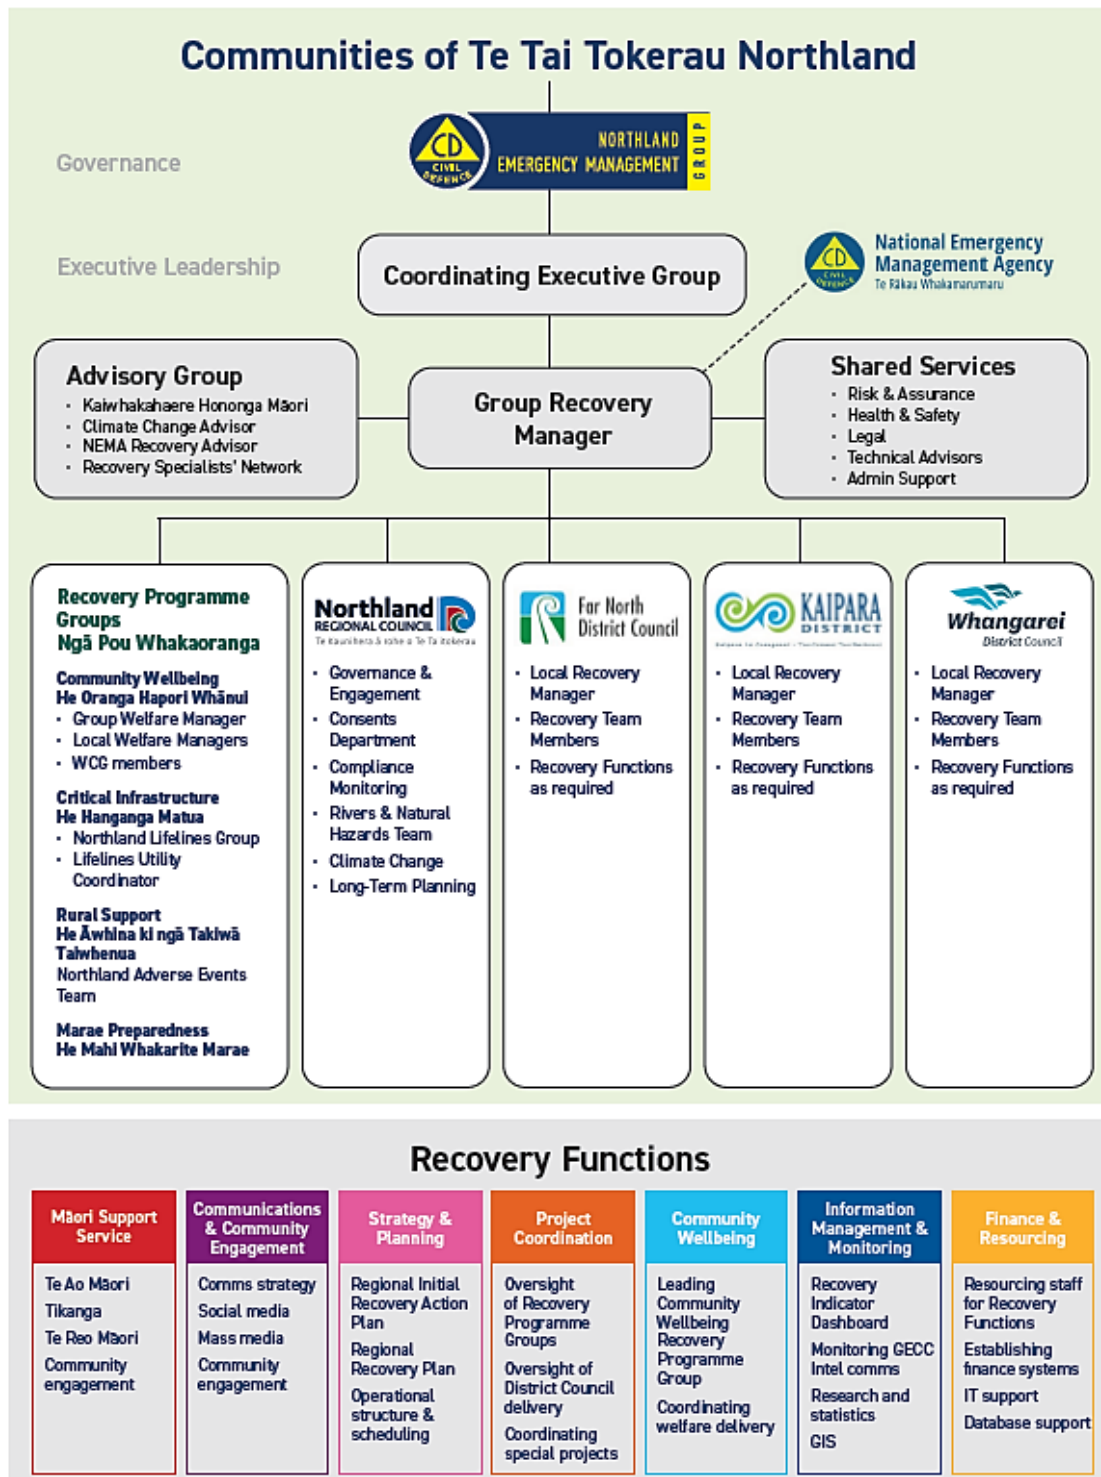 Communities of Te Tai Tokerau Northland
Governance
CD
CIVIL
DEFENCE
NORTHLAND
EMERGENCY MANAGEMENT
GROUP
Executive Leadership
Coordinating Executive Group
CD
CIVIL
DEFENCE
National Emergency
Management Agency
Te Rākau Whakamarumaru
Advisory Group
· Kaiwhakahaere Hononga Māori
· Climate Change Advisor
· NEMA Recovery Advisor
· Recovery Specialists' Network
Group Recovery
Manager
Shared Services
· Risk & Assurance
· Health & Safety
· Legal
· Technical Advisors
· Admin Support
Recovery Programme
Groups
Ngā Pou Whakaoranga
Community Wellbeing
He Oranga Hapori Whānui
· Group Welfare Manager
· Local Welfare Managers
· WCG members
Critical Infrastructure
He Hanganga Matua
· Northland Lifelines Group
· Lifelines Utility
Coordinator
Rural Support
He Āwhina ki ngā Takiwā
Taiwhenua
Northland Adverse Events
Team
Marae Preparedness
He Mahi Whakarite Marae
Northland
REGIONAL COUNCIL
Te Kaunihera ā rohe o Te Tai Tokerau
· Governance &
Engagement
· Consents
Department
· Compliance
Monitoring
· Rivers & Natural
Hazards Team
· Climate Change
· Long-Term Planning
Far North
District Council
· Local Recovery
Manager
· Recovery Team
Members
· Recovery Functions
as required
KAIPARA
DISTRICT
· Local Recovery
Manager
· Recovery Team
Members
· Recovery Functions
as required
Whangarei
District Council
· Local Recovery
Manager
· Recovery Team
Members
· Recovery Functions
as required
Recovery Functions
Māori Support
Service
Te Ao Māori
Tikanga
Te Reo Māori
Community
engagement
Communications
& Community
Engagement
Comms strategy
Social media
Mass media
Community
engagement
Strategy &
Planning
Regional Initial
Recovery Action
Plan
Regional
Recovery Plan
Operational
structure &
scheduling
Project
Coordination
Oversight
of Recovery
Programme
Groups
Oversight of
District Council
delivery
Coordinating
special projects
Community
Wellbeing
Leading
Community
Wellbeing
Recovery
Programme
Group
Coordinating
welfare delivery
Information
Management &
Monitoring
Recovery
Indicator
Dashboard
Monitoring GECC
Intel comms
Research and
statistics
GIS
Finance &
Resourcing
Resourcing staff
for Recovery
Functions
Establishing
finance systems
IT support
Database support